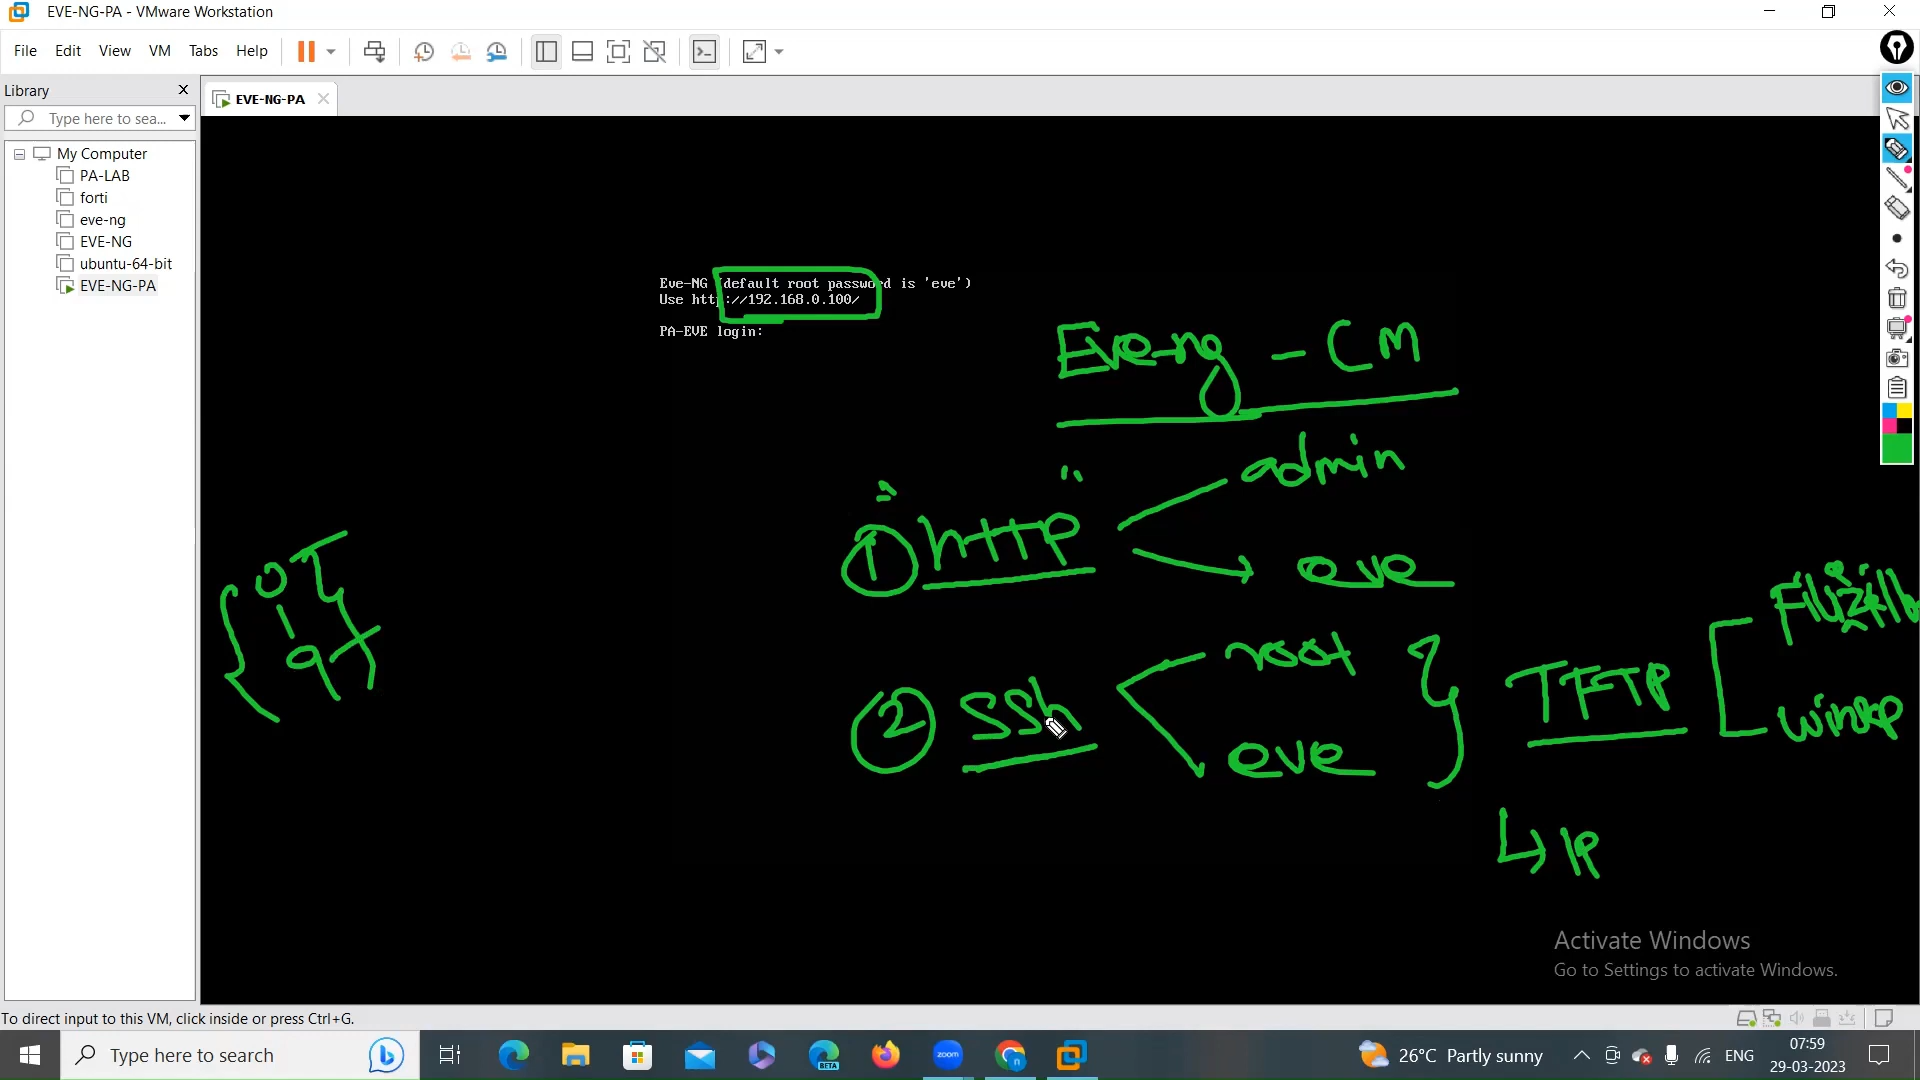 EVE-NG-PA - VMware Workstation
File Edit View VM Tabs Help
Library
Type here to sea...
My Computer
PA-LAB
forti
eve-ng
EVE-NG
ubuntu-64-bit
EVE-NG-PA
EVE-NG-PA
Eve-NG (default root password is 'eve')
Use http://192.168.0.100/
PA-EVE login:
Eve-ng - CM
① http
admin
eve
② SSh
root
eve
TFTP
winscp
IP
Activate Windows
Go to Settings to activate Windows.
To direct input to this VM, click inside or press Ctrl+G.
Type here to search
BETA
zoom
26°C Partly sunny
ENG
07:59
29-03-2023